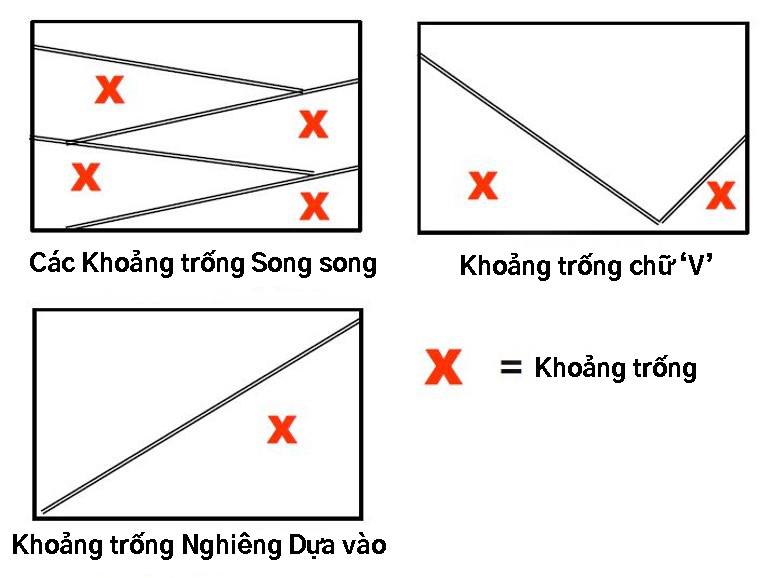 X
X
X
X
Các Khoảng trống Song song
X
X
Khoảng trống chữ ‘V’
X
Khoảng trống Nghiêng Dựa vào
X = Khoảng trống